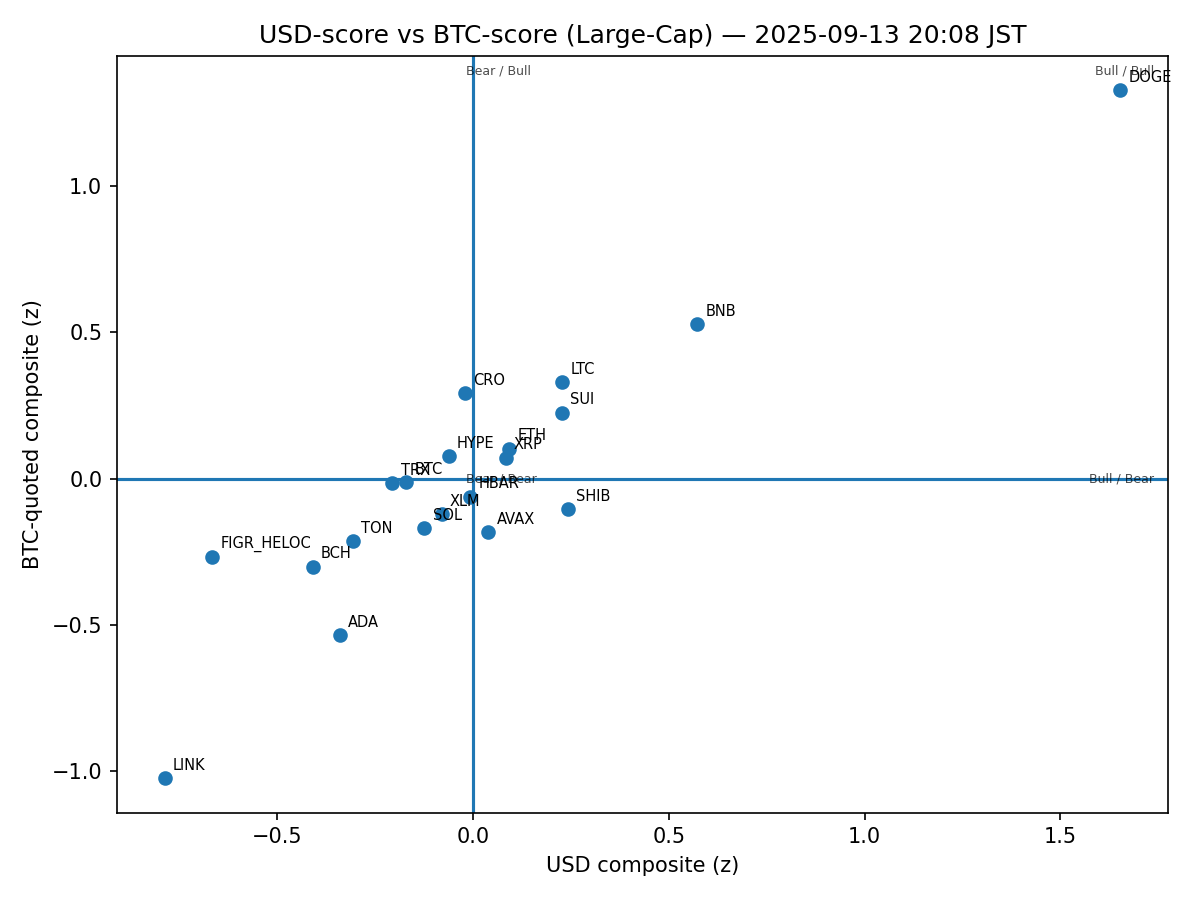 USD-score vs BTC-score (Large-Cap) — 2025-09-13 20:08 JST
Bear / Bull
Bull / Bull
DOGE
1.0
BNB
0.5
LTC
CRO
SUI
ETH
HYPE
XRP
TRX
BTC
0.0
Bear / Bear
HBAR
Bull / Bear
SHIB
XLM
SOL
AVAX
TON
FIGR_HELOC
BCH
−0.5
ADA
−1.0
LINK
−0.5
0.0
0.5
1.0
1.5
USD composite (z)
BTC-quoted composite (z)